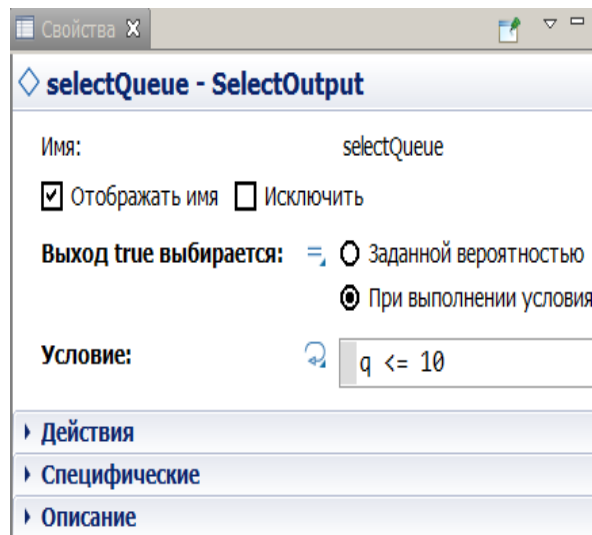 Свойства
selectQueue - SelectOutput
Имя: selectQueue
Отображать имя Исключить
Выход true выбирается: Заданной вероятностью
При выполнении условия
Условие: q <= 10
Действия
Специфические
Описание